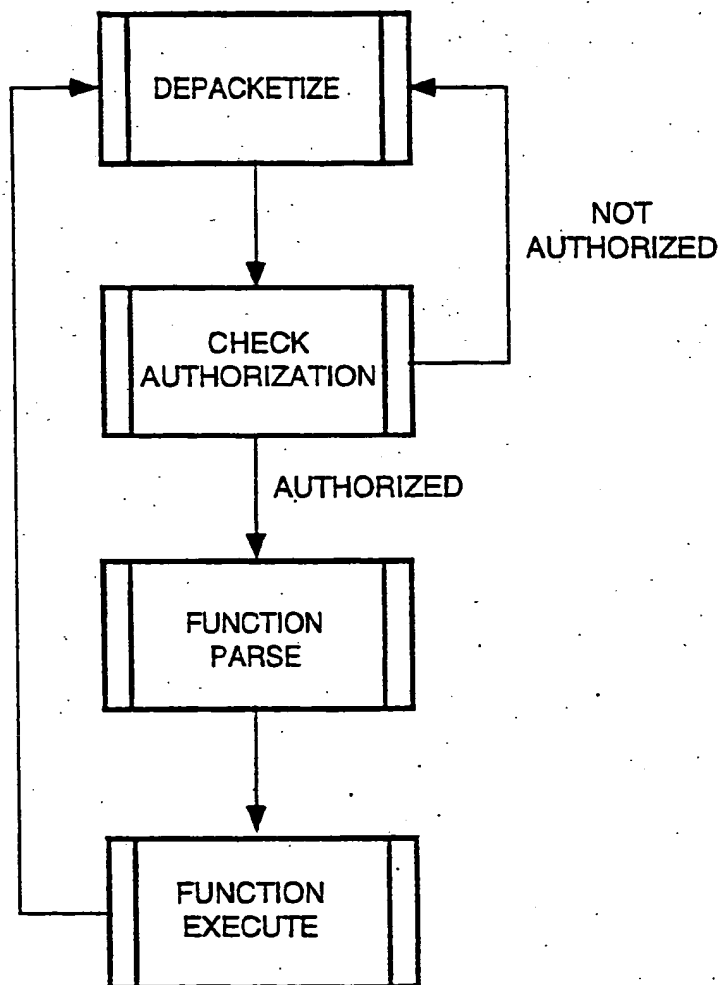 DEPACKETIZE
NOT
AUTHORIZED
CHECK
AUTHORIZATION
AUTHORIZED
FUNCTION
PARSE
FUNCTION
EXECUTE